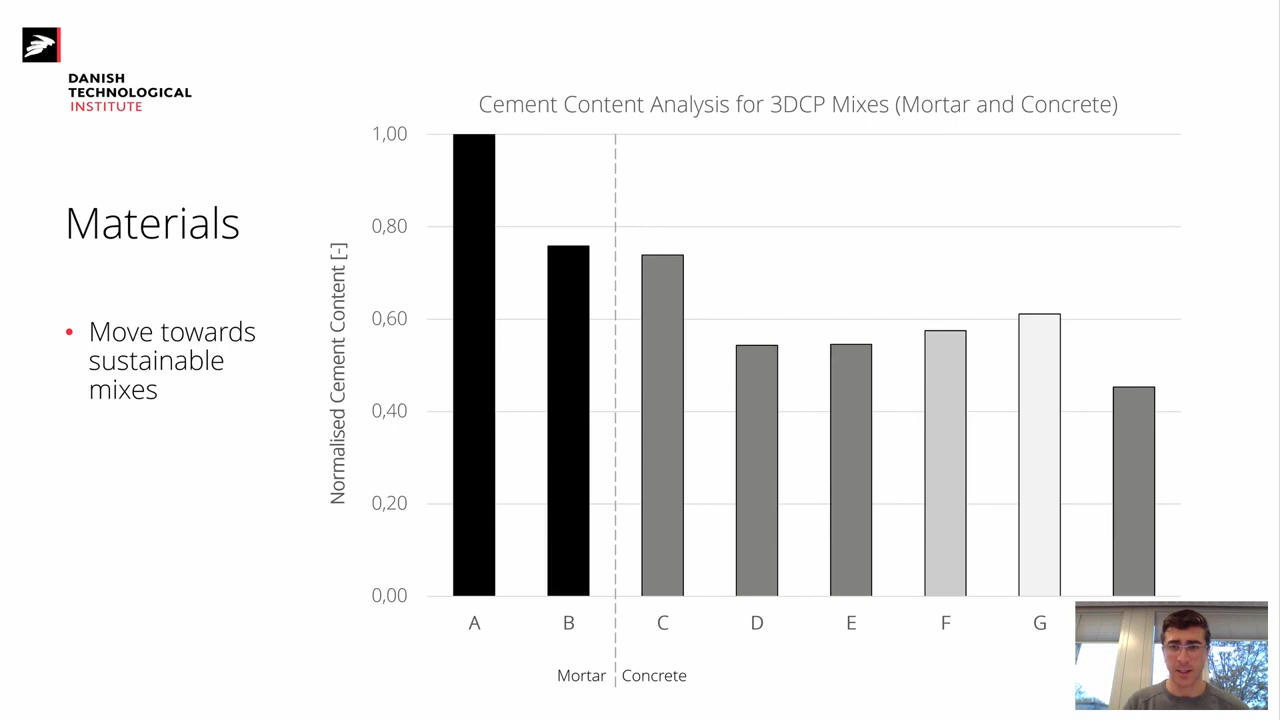 DANISH
TECHNOLOGICAL
INSTITUTE
Materials
• Move towards
sustainable
mixes
Cement Content Analysis for 3DCP Mixes (Mortar and Concrete)
Normalised Cement Content [-]
1,00
0,80
0,60
0,40
0,20
0,00
A B C D E F G
Mortar Concrete